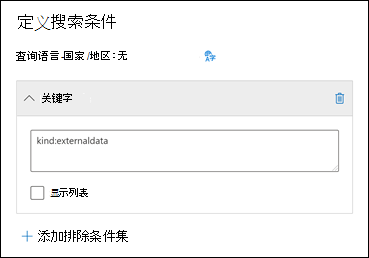 定义搜索条件
查询语言-国家/地区：无
关键字
kind:externaldata
显示列表
添加排除条件集